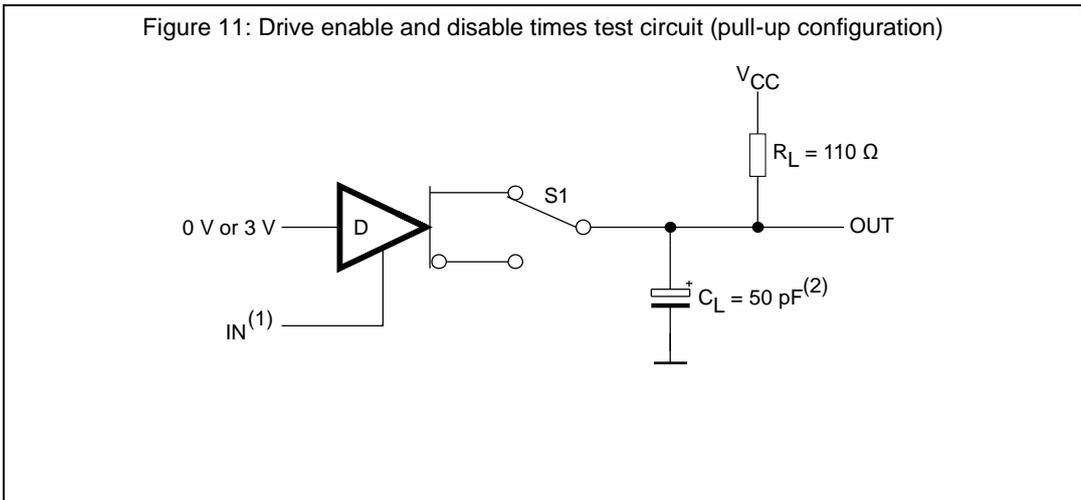 Figure 11: Drive enable and disable times test circuit (pull-up configuration)
VCC
RL = 110 Ω
S1
0 V or 3 V
D
OUT
+
CL = 50 pF(2)
IN(1)